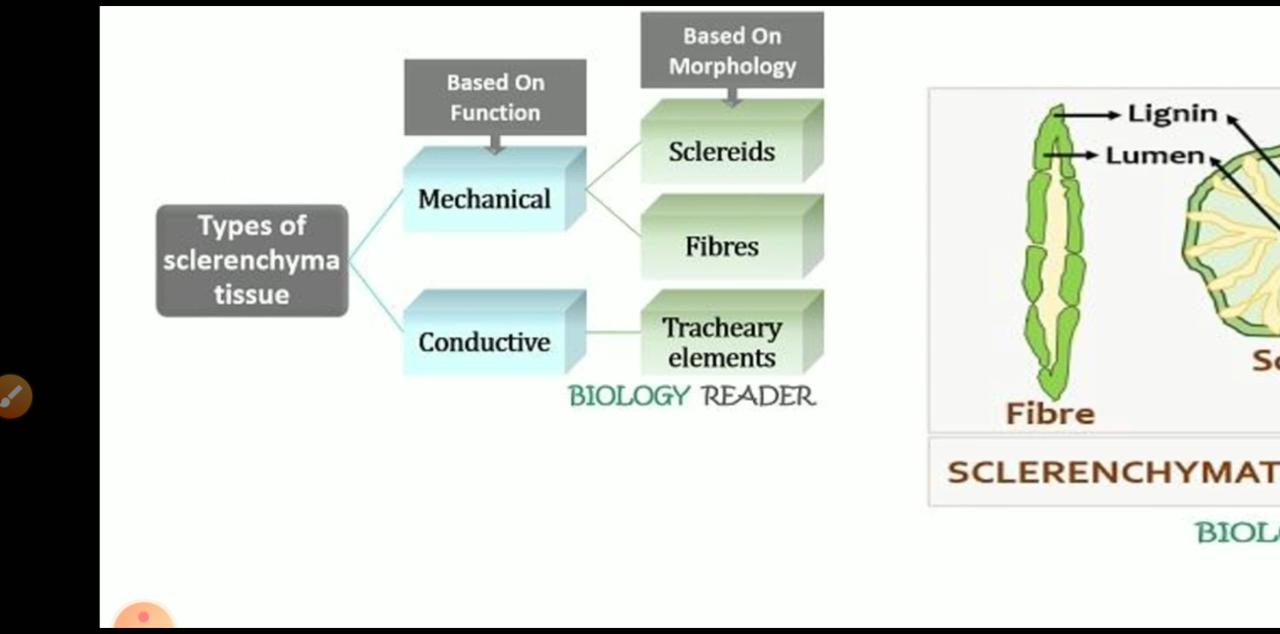 Based On
Morphology
Based On
Function
Sclereids
Mechanical
Types of
sclerenchyma
tissue
Fibres
Conductive
Tracheary
elements
BIOLOGY READER
Lignin
Lumen
Fibre